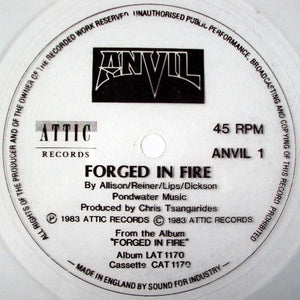 ALL RIGHTS OF THE PRODUCER AND OF THE OWNER OF THE RECORDED WORK RESERVED. UNAUTHORISED PUBLIC PERFORMANCE, BROADCASTING AND COPYING OF THIS RECORD PROHIBITED
ANVIL
ATTIC
RECORDS
45 RPM
ANVIL 1
FORGED IN FIRE
By Allison/Reiner/Lips/Dickson
Pondwater Music
Produced by Chris Tsangarides
Ⓟ 1983 ATTIC RECORDS © 1983 ATTIC RECORDS
From the Album
"FORGED IN FIRE"
Album LAT 1170
Cassette CAT 1170
— MADE IN ENGLAND BY SOUND FOR INDUSTRY —